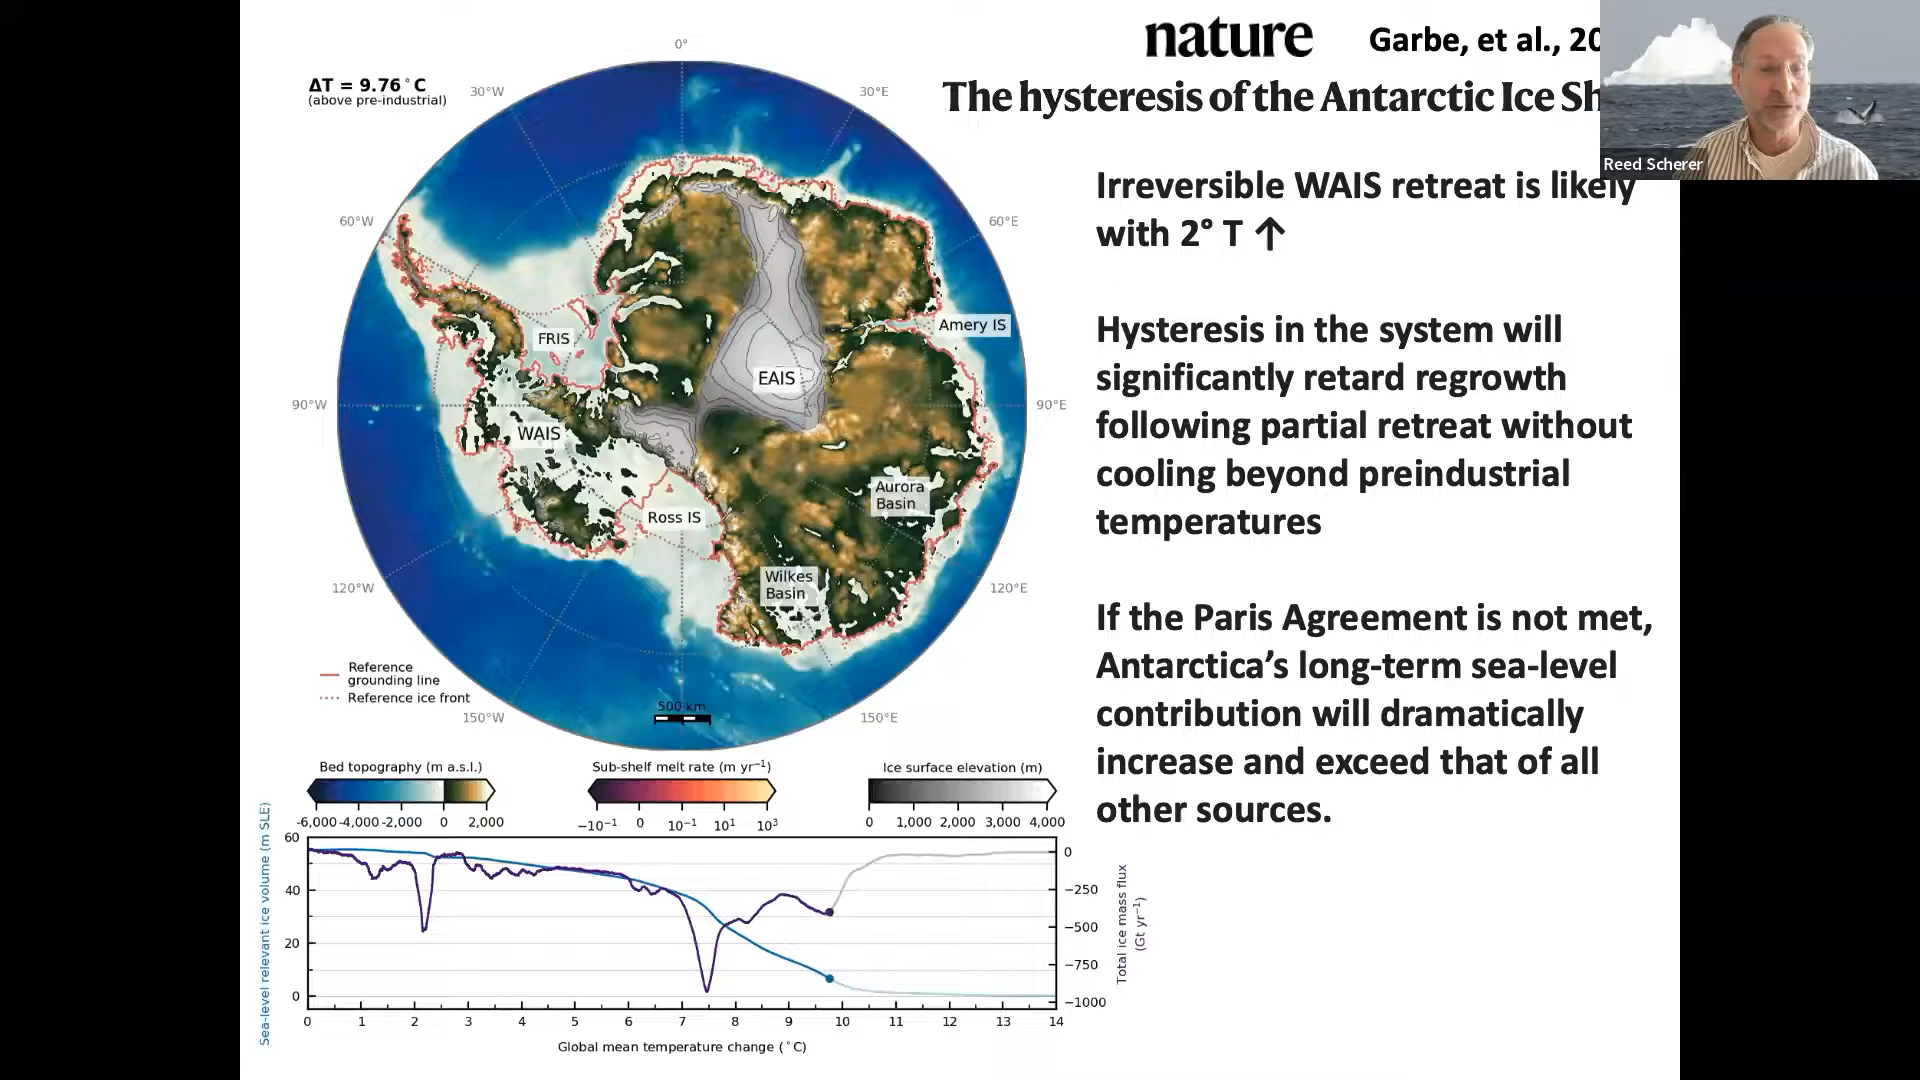 nature
Garbe, et al., 20
The hysteresis of the Antarctic Ice Sh
Reed Scherer
ΔT = 9.76°C
(above pre-industrial)
0°
30°W
30°E
60°W
60°E
90°W
90°E
120°W
120°E
150°W
150°E
FRIS
Amery IS
EAIS
WAIS
Ross IS
Aurora
Basin
Wilkes
Basin
Reference
grounding line
Reference ice front
500 km
Irreversible WAIS retreat is likely
with 2° T ↑
Hysteresis in the system will
significantly retard regrowth
following partial retreat without
cooling beyond preindustrial
temperatures
If the Paris Agreement is not met,
Antarctica’s long-term sea-level
contribution will dramatically
increase and exceed that of all
other sources.
Bed topography (m a.s.l.)
-6,000 -4,000 -2,000 0 2,000
Sub-shelf melt rate (m yr⁻¹)
−10⁻¹ 0 10⁻¹ 10¹ 10³
Ice surface elevation (m)
0 1,000 2,000 3,000 4,000
Sea-level relevant ice volume (m SLE)
60
40
20
0
0
−250
−500
−750
−1000
Total ice mass flux
(Gt yr⁻¹)
0 1 2 3 4 5 6 7 8 9 10 11 12 13 14
Global mean temperature change (°C)